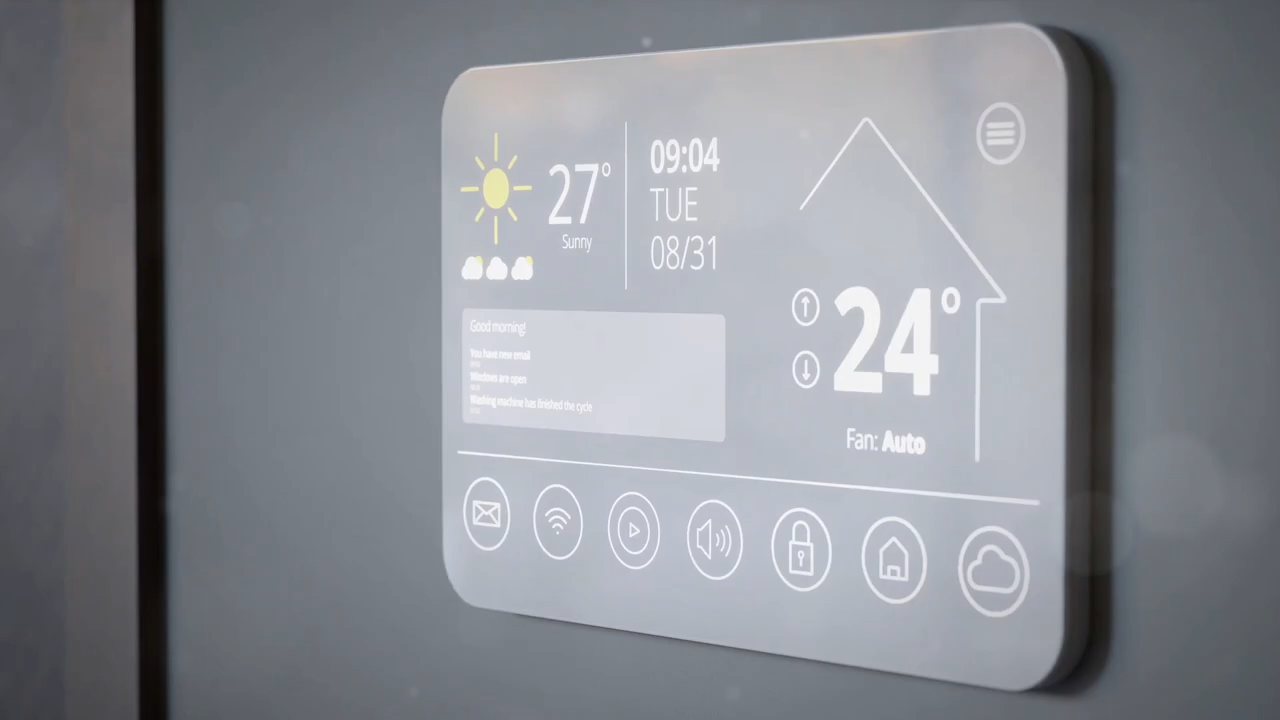 27°
Sunny
09:04
TUE
08/31
Good morning!
You have new email
Windows are open
Washing machine has finished the cycle
24°
Fan: Auto